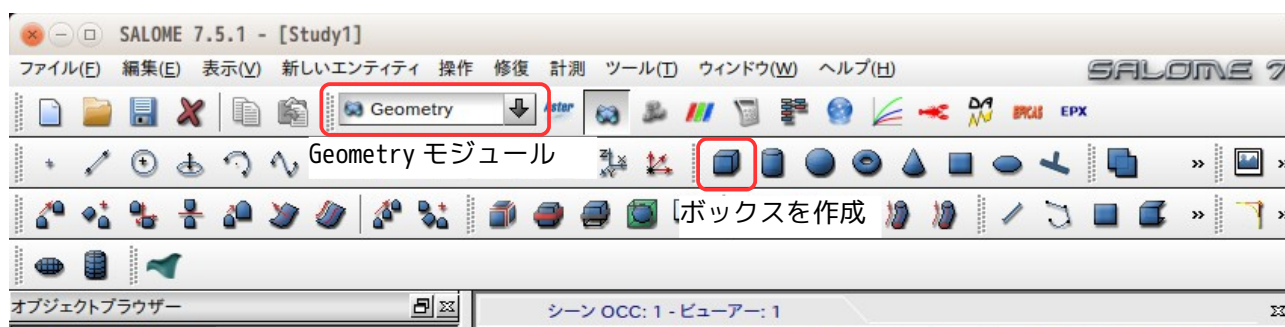 SALOME 7.5.1 - [Study1]
ファイル(F) 編集(E) 表示(V) 新しいエンティティ 操作 修復 計測 ツール(T) ウィンドウ(W) ヘルプ(H) SALOME 7
Geometry Aster DA EFICAS EPX
Geometry モジュール
ボックスを作成
オブジェクトブラウザー シーン OCC: 1 - ビューアー: 1